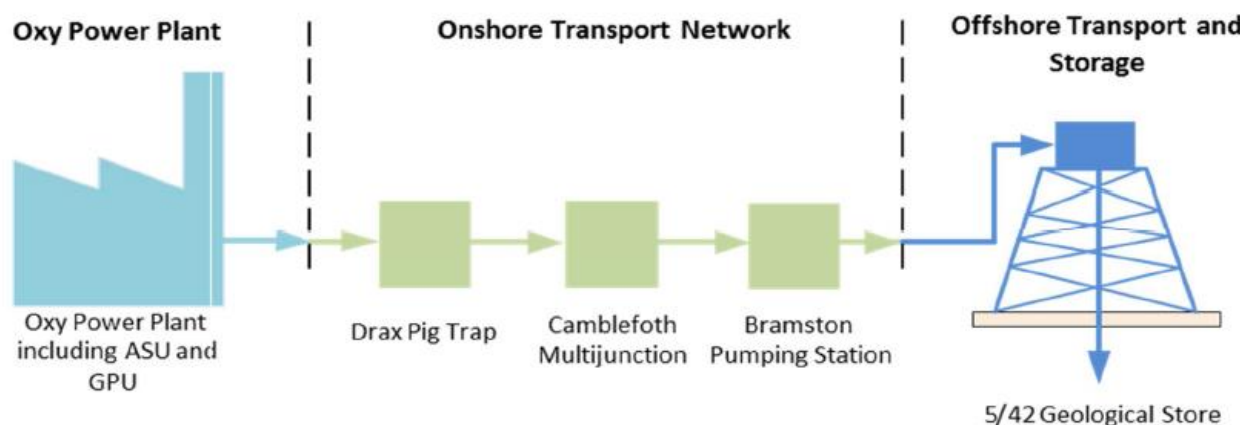 Oxy Power Plant
Onshore Transport Network
Offshore Transport and
Storage
Oxy Power Plant
including ASU and
GPU
Drax Pig Trap
Camblefoth
Multijunction
Bramston
Pumping Station
5/42 Geological Store